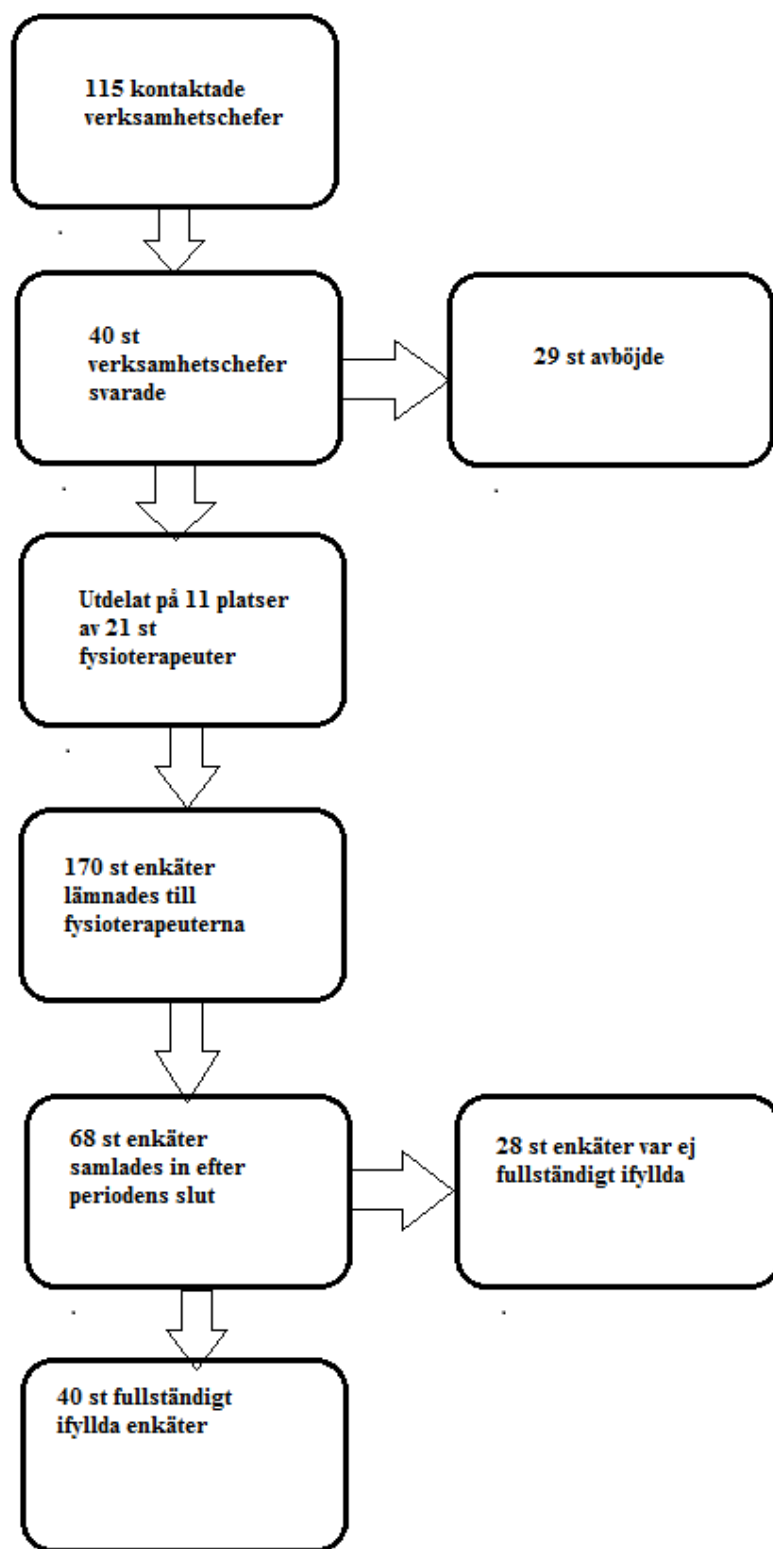 115 kontaktade
verksamhetschefer
40 st
verksamhetschefer
svarade
29 st avböjde
Utdelat på 11 platser
av 21 st
fysioterapeuter
170 st enkäter
lämnades till
fysioterapeuterna
68 st enkäter
samlades in efter
periodens slut
28 st enkäter var ej
fullständigt ifyllda
40 st fullständigt
ifyllda enkäter